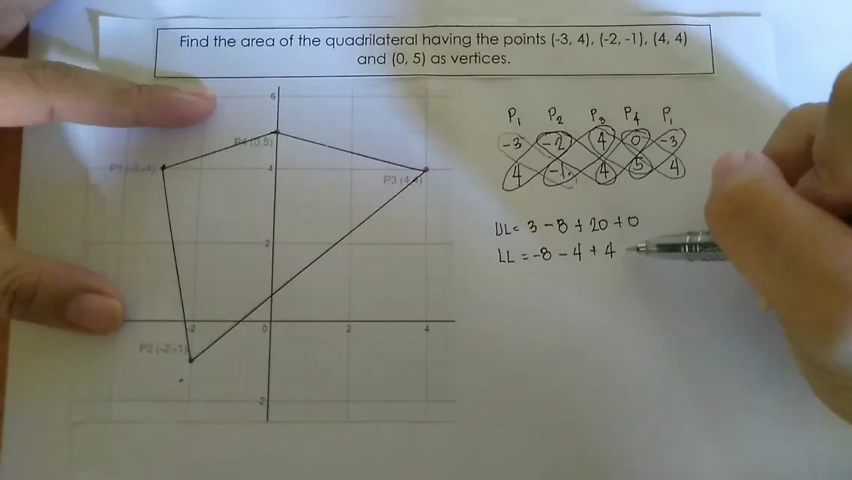 Find the area of the quadrilateral having the points (-3, 4), (-2, -1), (4, 4)
and (0, 5) as vertices.
P1 P2 P3 P4 P1
-3 -2 4 0 -3
4 -1 4 5 4
DL= 3 - 8 + 20 + 0
LL = -8 - 4 + 4
6
P4 (0,5)
P1 (-3,4)
4
P3 (4,4)
2
-2 0 2 4
P2 (-2,-1)
-2